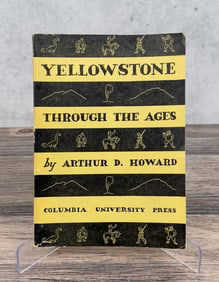 YELLOWSTONE
THROUGH THE AGES
by ARTHUR D. HOWARD
COLUMBIA UNIVERSITY PRESS